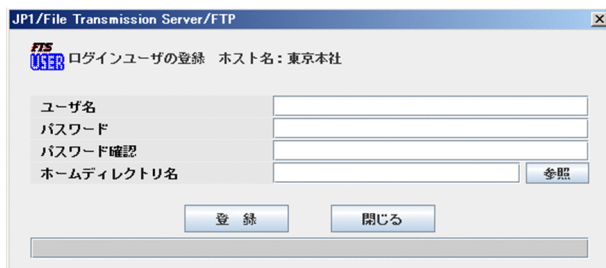 JP1/File Transmission Server/FTP
FTS
USER ログインユーザの登録 ホスト名：東京本社
ユーザ名
パスワード
パスワード確認
ホームディレクトリ名 参照
登 録 閉じる